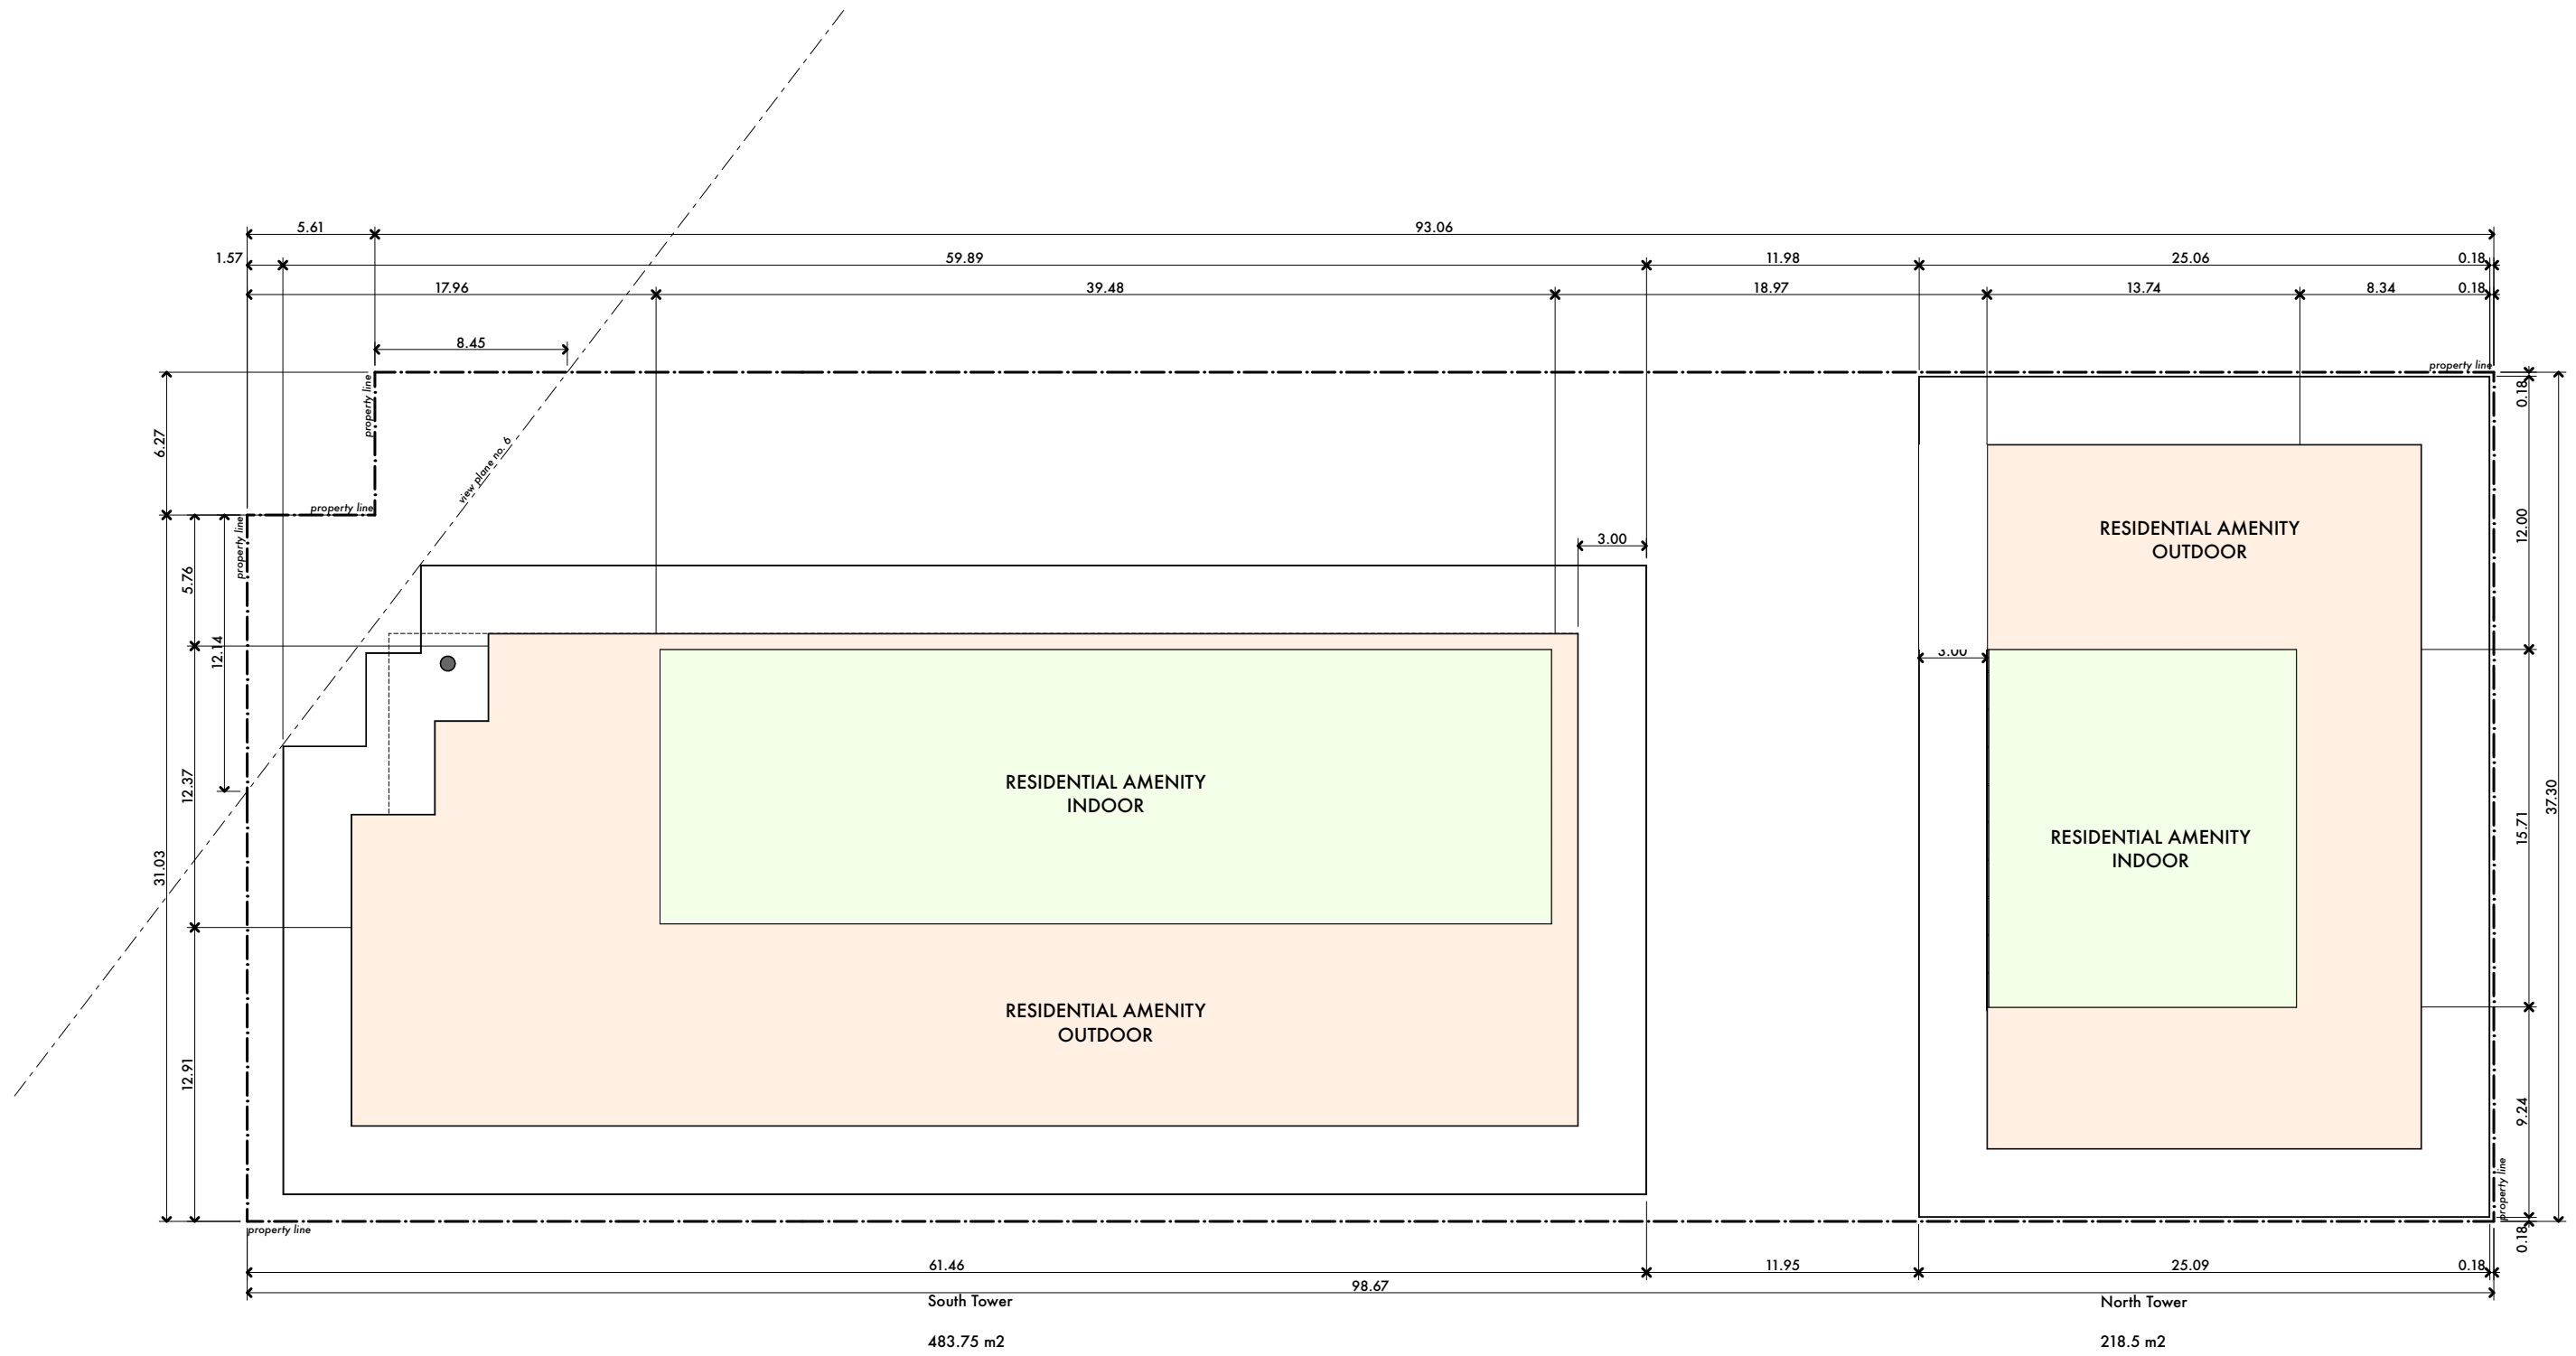 5.61
93.06
1.57
59.89
11.98
25.06
0.18
17.96
39.48
18.97
13.74
8.34
0.18
8.45
property line
property line
property line
property line
view plane no. 6
6.27
5.76
12.14
12.37
31.03
12.91
3.00
3.00
0.18
12.00
15.71
37.30
9.24
0.18
RESIDENTIAL AMENITY
OUTDOOR
RESIDENTIAL AMENITY
INDOOR
RESIDENTIAL AMENITY
INDOOR
RESIDENTIAL AMENITY
OUTDOOR
property line
property line
61.46
11.95
25.09
0.18
98.67
South Tower
North Tower
483.75 m2
218.5 m2